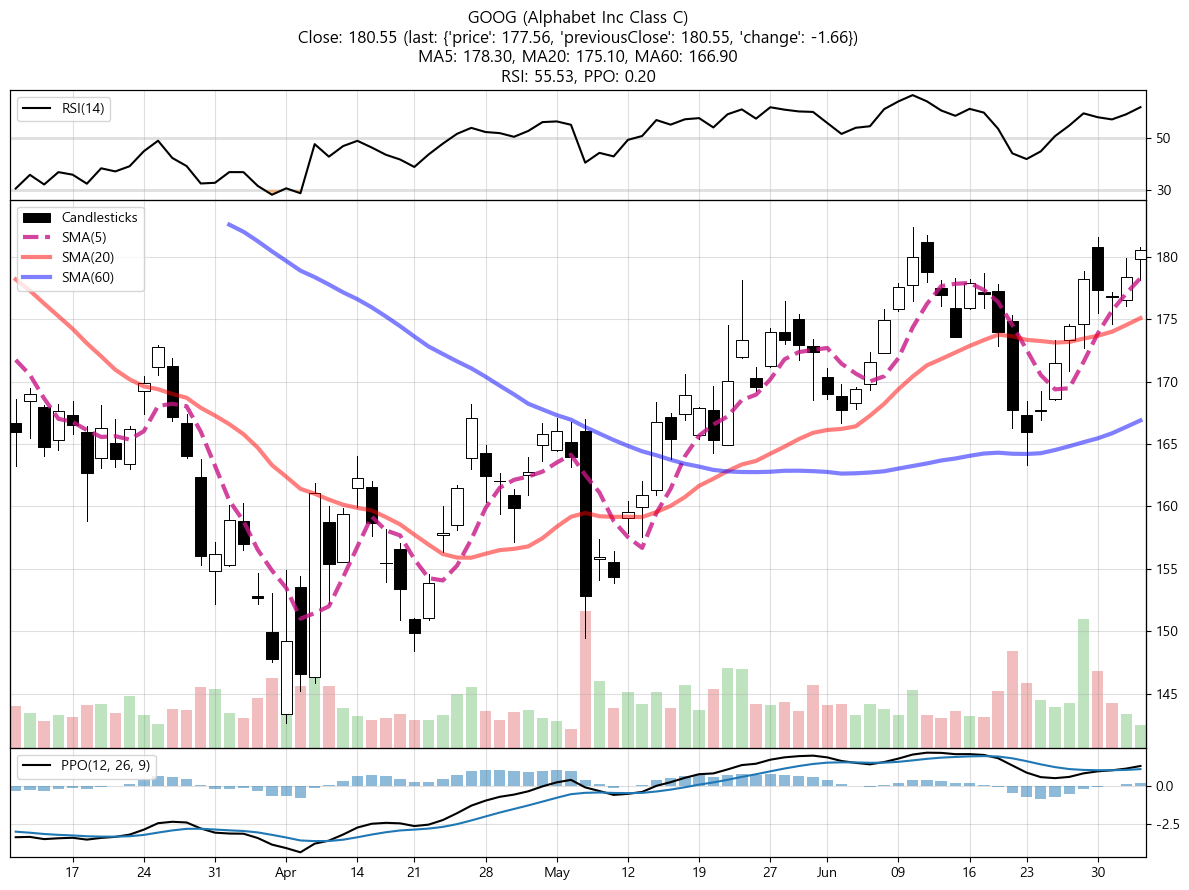 GOOG (Alphabet Inc Class C)
Close: 180.55 (last: {'price': 177.56, 'previousClose': 180.55, 'change': -1.66})
MA5: 178.30, MA20: 175.10, MA60: 166.90
RSI: 55.53, PPO: 0.20
RSI(14)
50
30
Candlesticks
SMA(5)
SMA(20)
SMA(60)
180
175
170
165
160
155
150
145
PPO(12, 26, 9)
0.0
−2.5
17 24 31 Apr 14 21 28 May 12 19 27 Jun 09 16 23 30